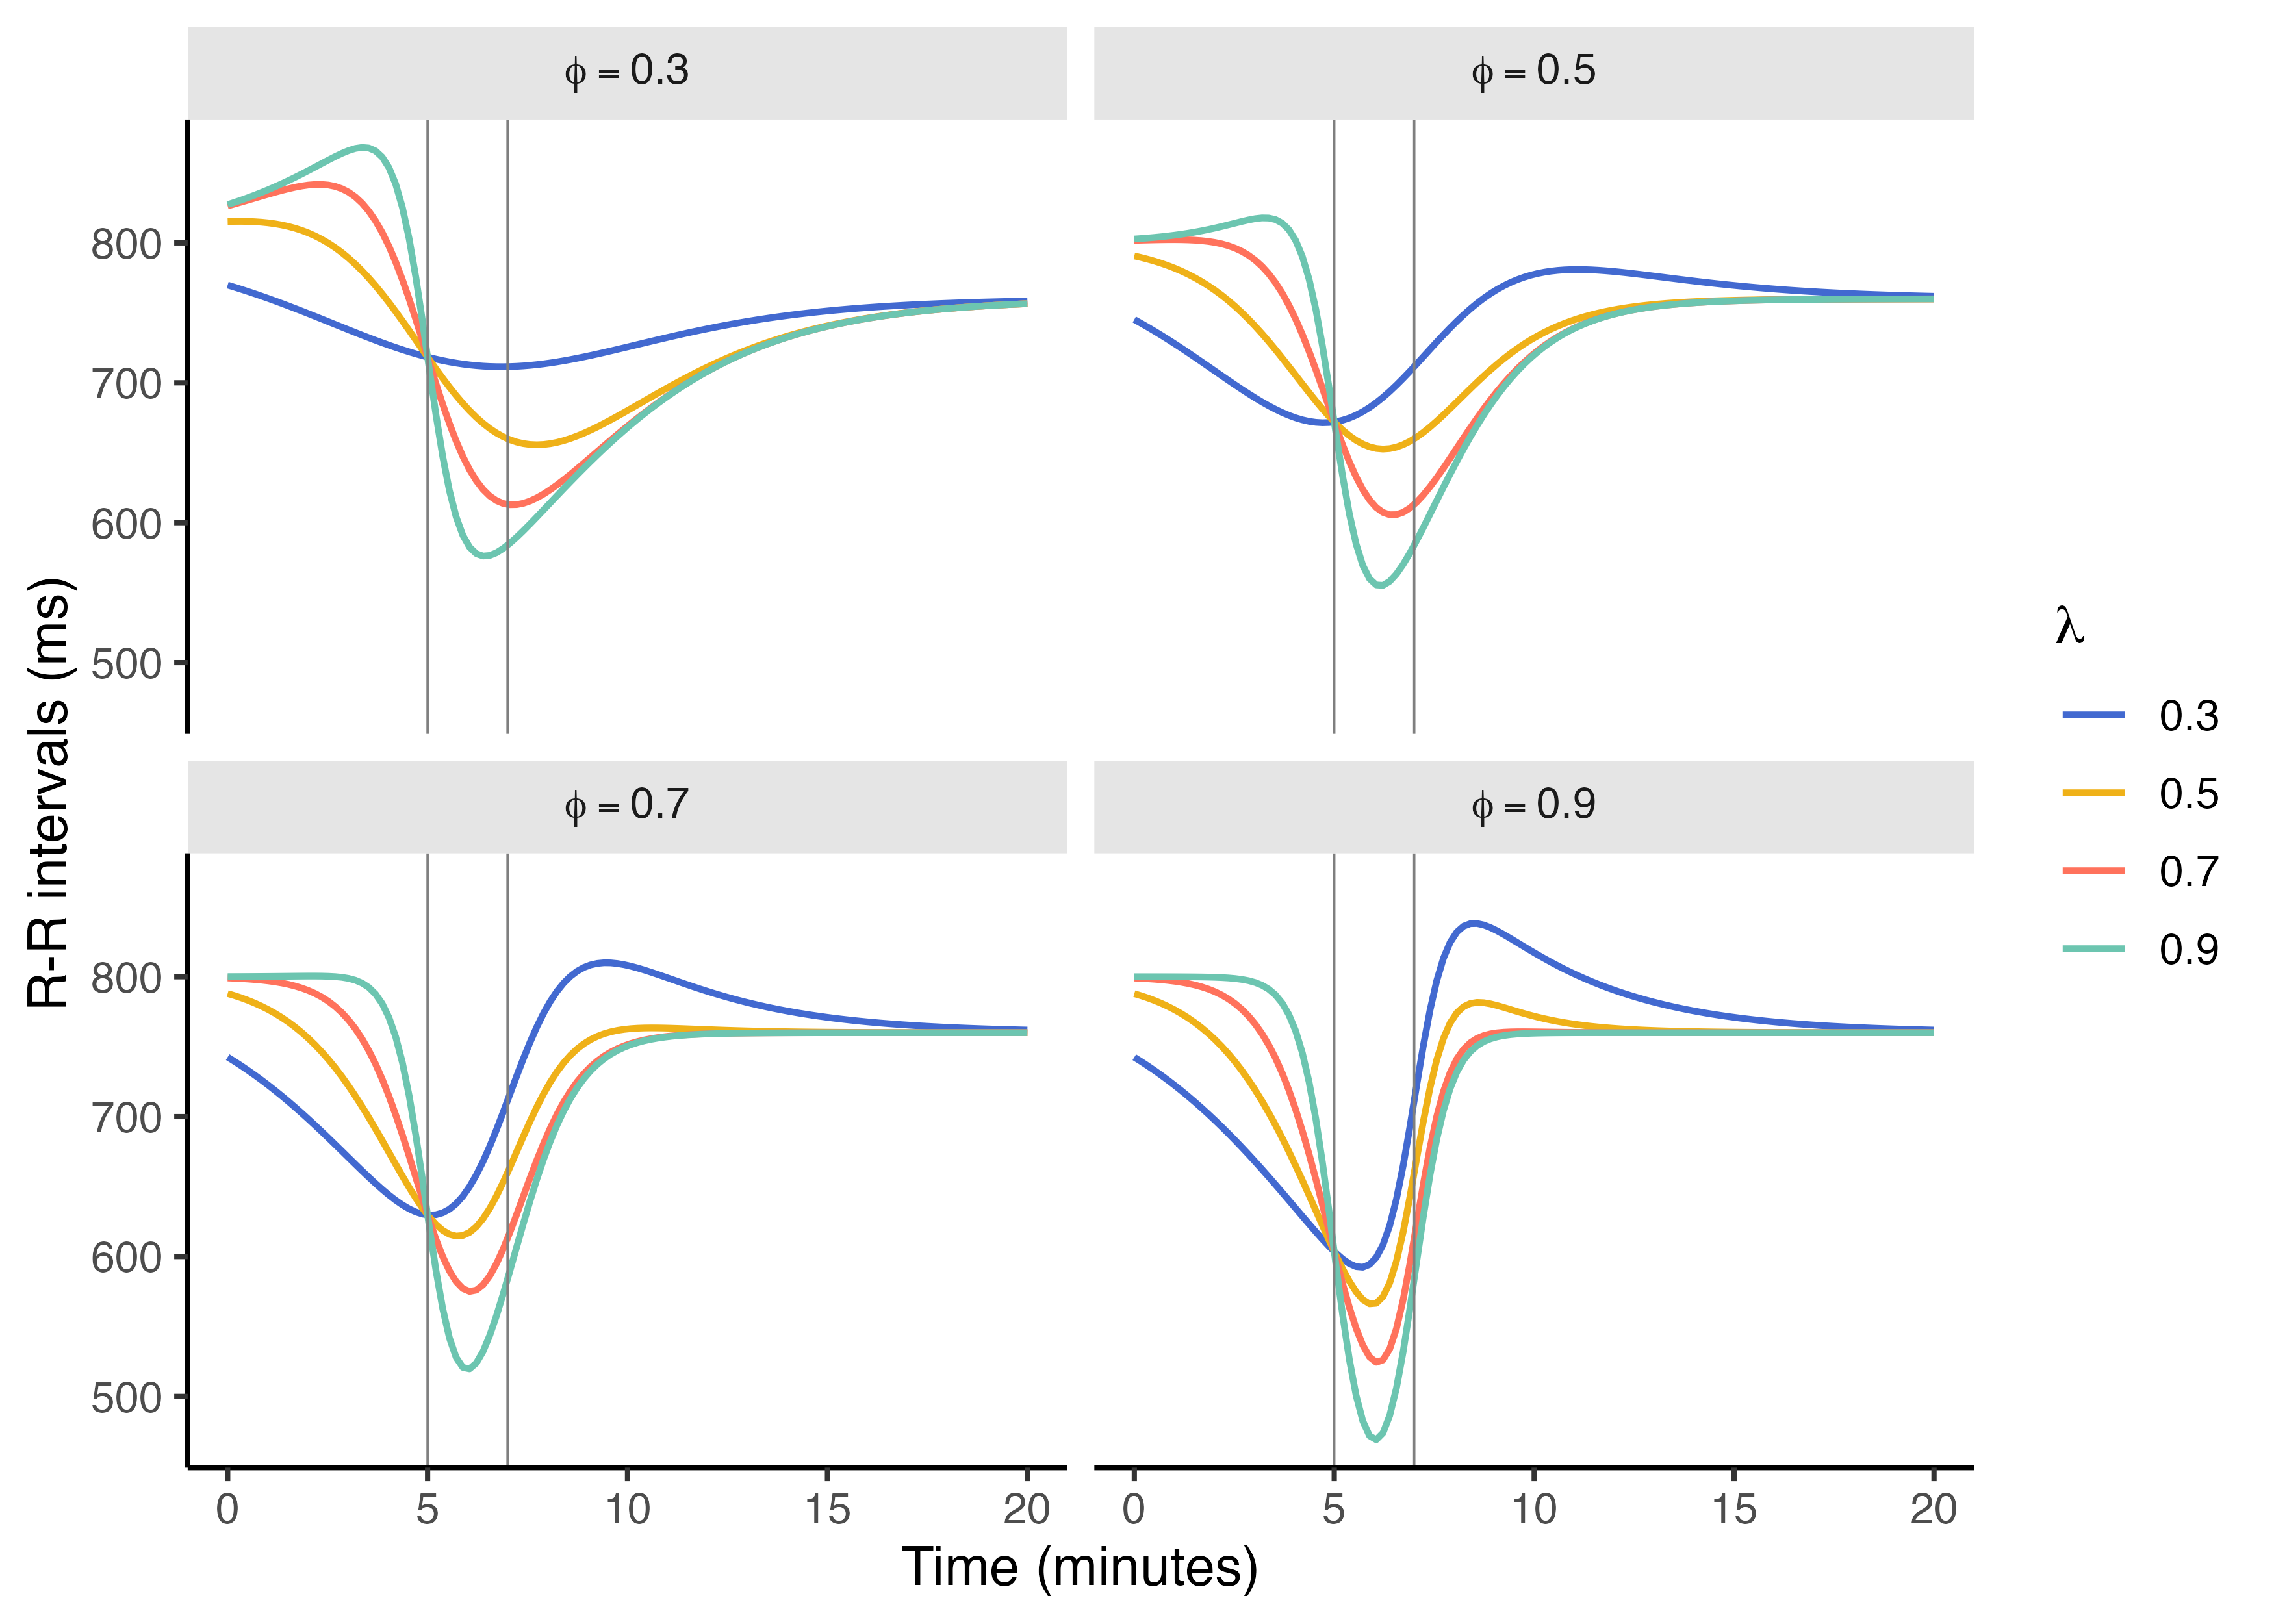 ϕ = 0.3
ϕ = 0.5
800
700
600
500
ϕ = 0.7
ϕ = 0.9
800
700
600
500
0 5 10 15 20
0 5 10 15 20
Time (minutes)
R-R intervals (ms)
λ
0.3
0.5
0.7
0.9